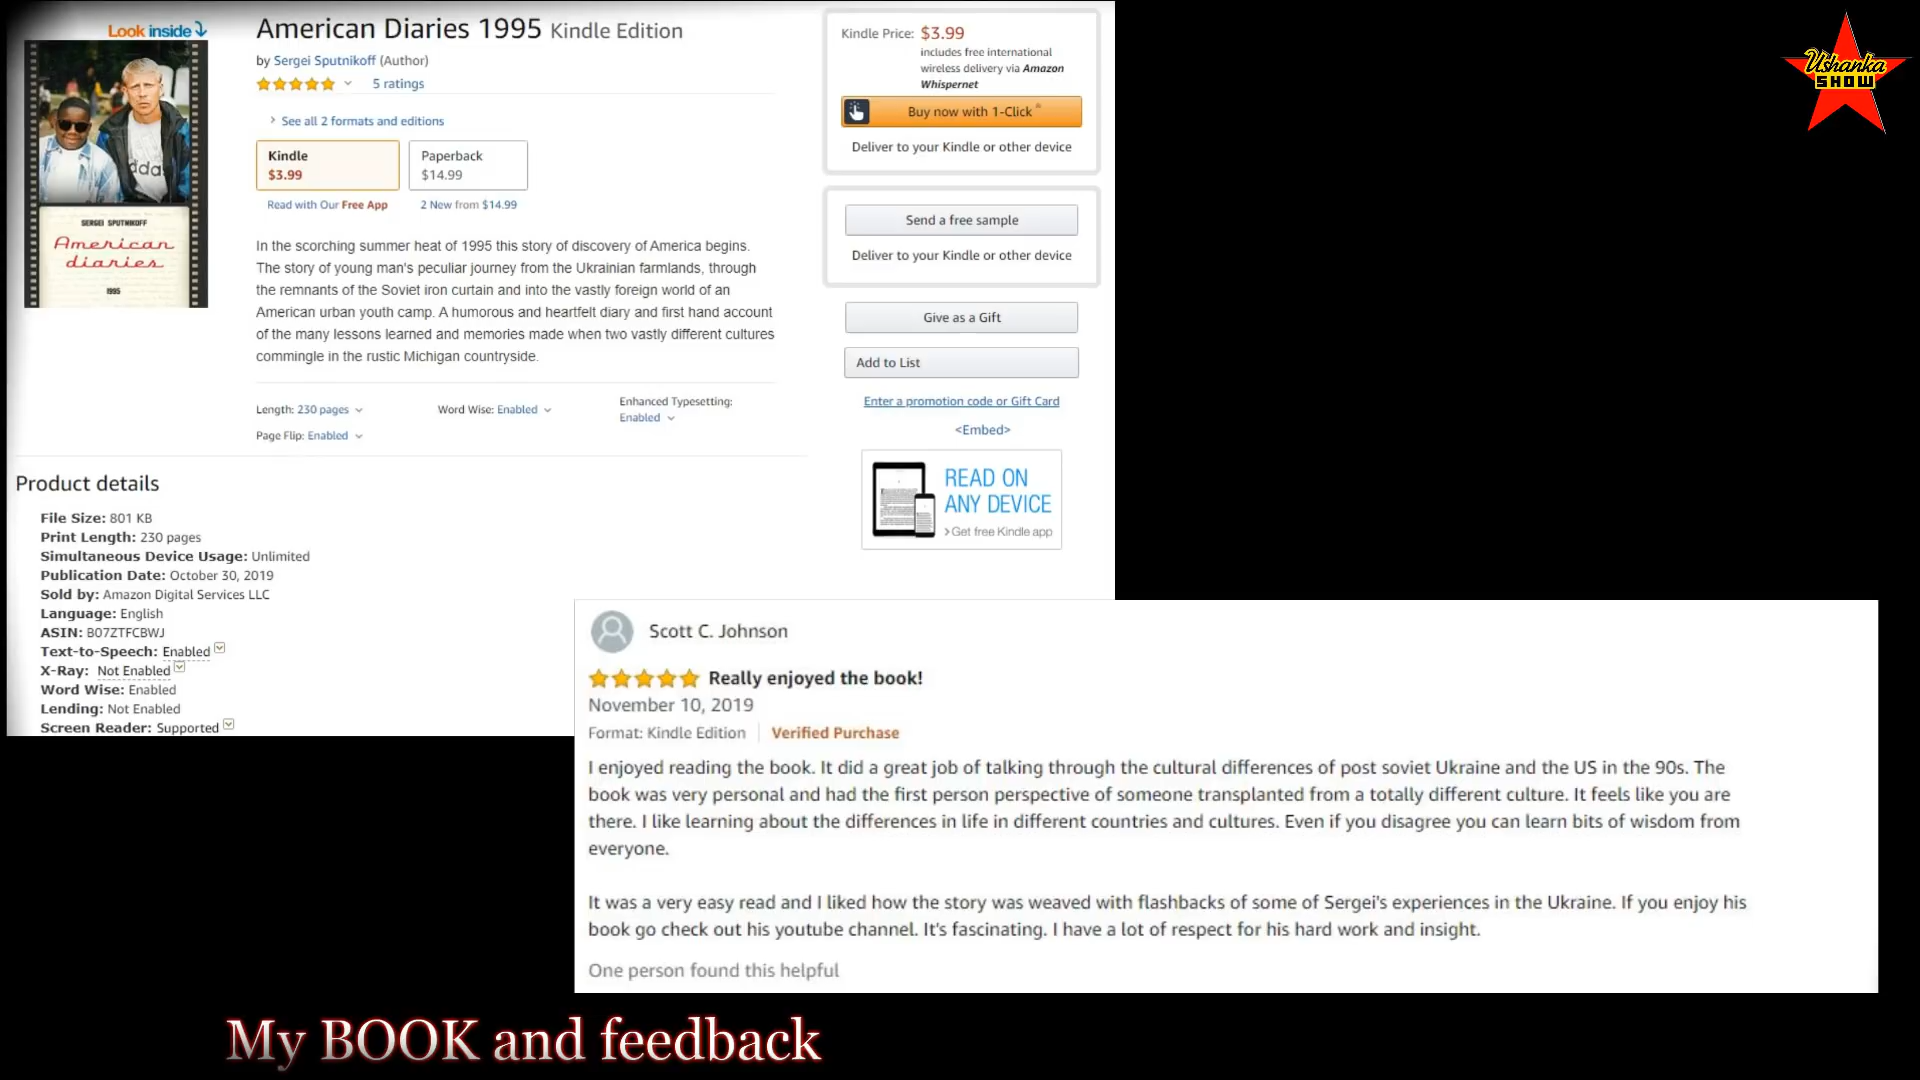 Look inside
American Diaries 1995 Kindle Edition
by Sergei Sputnikoff (Author)
5 ratings
See all 2 formats and editions
Kindle
$3.99
Paperback
$14.99
Read with Our Free App
2 New from $14.99
In the scorching summer heat of 1995 this story of discovery of America begins.
The story of young man's peculiar journey from the Ukrainian farmlands, through
the remnants of the Soviet iron curtain and into the vastly foreign world of an
American urban youth camp. A humorous and heartfelt diary and first hand account
of the many lessons learned and memories made when two vastly different cultures
commingle in the rustic Michigan countryside.
Length: 230 pages
Word Wise: Enabled
Enhanced Typesetting:
Enabled
Page Flip: Enabled
adidas
SERGEI SPUTNIKOFF
American
diaries
1995
Kindle Price: $3.99
includes free international
wireless delivery via Amazon
Whispernet
Buy now with 1-Click
®
Deliver to your Kindle or other device
Send a free sample
Deliver to your Kindle or other device
Give as a Gift
Add to List
Enter a promotion code or Gift Card
<Embed>
READ ON
ANY DEVICE
›Get free Kindle app
Ushanka
SHOW
Product details
File Size: 801 KB
Print Length: 230 pages
Simultaneous Device Usage: Unlimited
Publication Date: October 30, 2019
Sold by: Amazon Digital Services LLC
Language: English
ASIN: B07ZTFCBWJ
Text-to-Speech: Enabled
X-Ray: Not Enabled
Word Wise: Enabled
Lending: Not Enabled
Screen Reader: Supported
Scott C. Johnson
Really enjoyed the book!
November 10, 2019
Format: Kindle Edition | Verified Purchase
I enjoyed reading the book. It did a great job of talking through the cultural differences of post soviet Ukraine and the US in the 90s. The
book was very personal and had the first person perspective of someone transplanted from a totally different culture. It feels like you are
there. I like learning about the differences in life in different countries and cultures. Even if you disagree you can learn bits of wisdom from
everyone.
It was a very easy read and I liked how the story was weaved with flashbacks of some of Sergei's experiences in the Ukraine. If you enjoy his
book go check out his youtube channel. It's fascinating. I have a lot of respect for his hard work and insight.
One person found this helpful
My BOOK and feedback